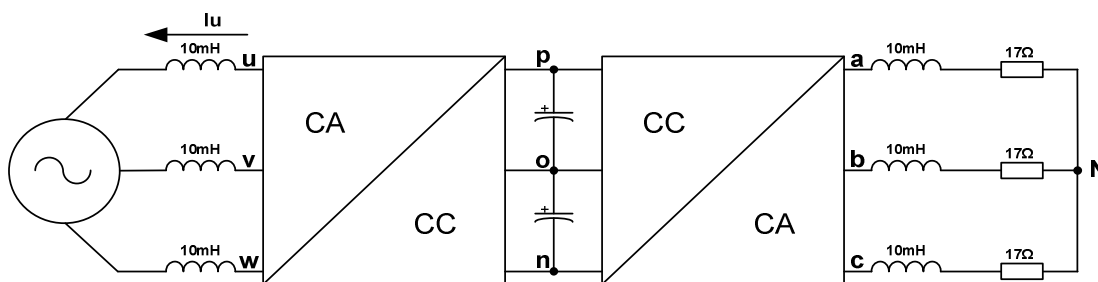 Iu
10mH u p a 10mH 17Ω
CA CC
10mH v o b 10mH 17Ω N
CC CA
10mH w n c 10mH 17Ω